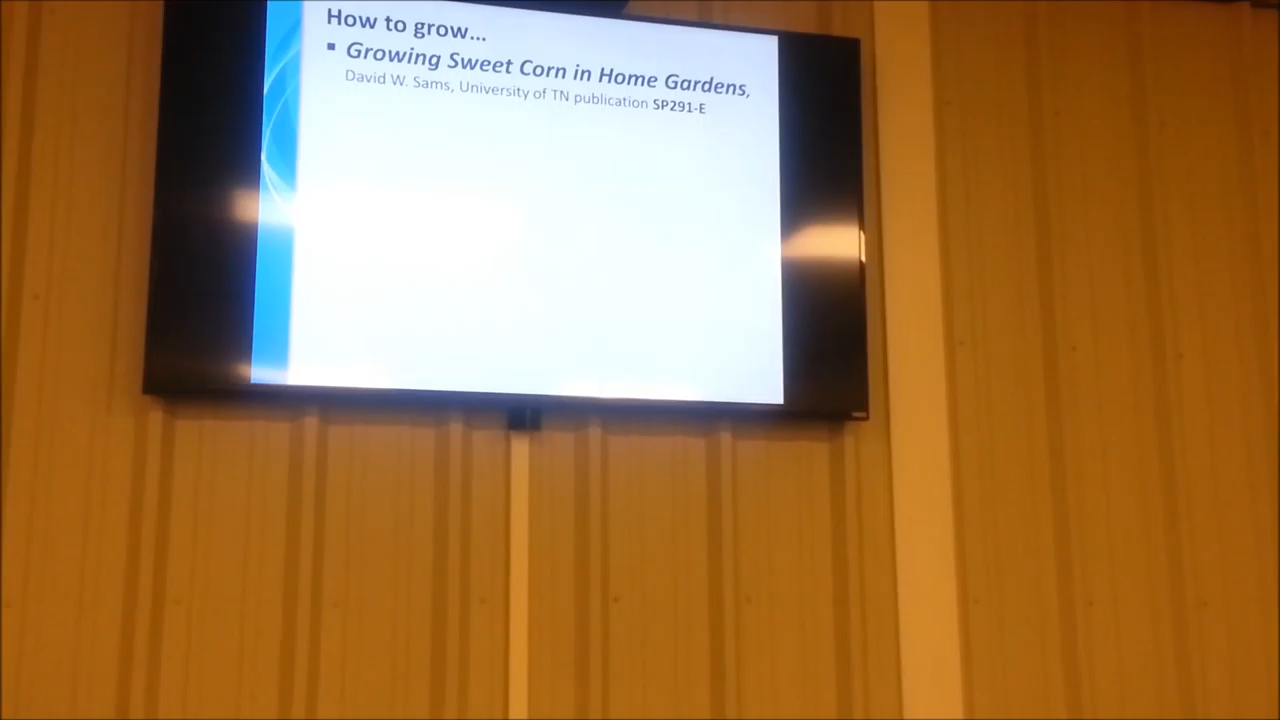 How to grow...
▪ Growing Sweet Corn in Home Gardens,
David W. Sams, University of TN publication SP291-E